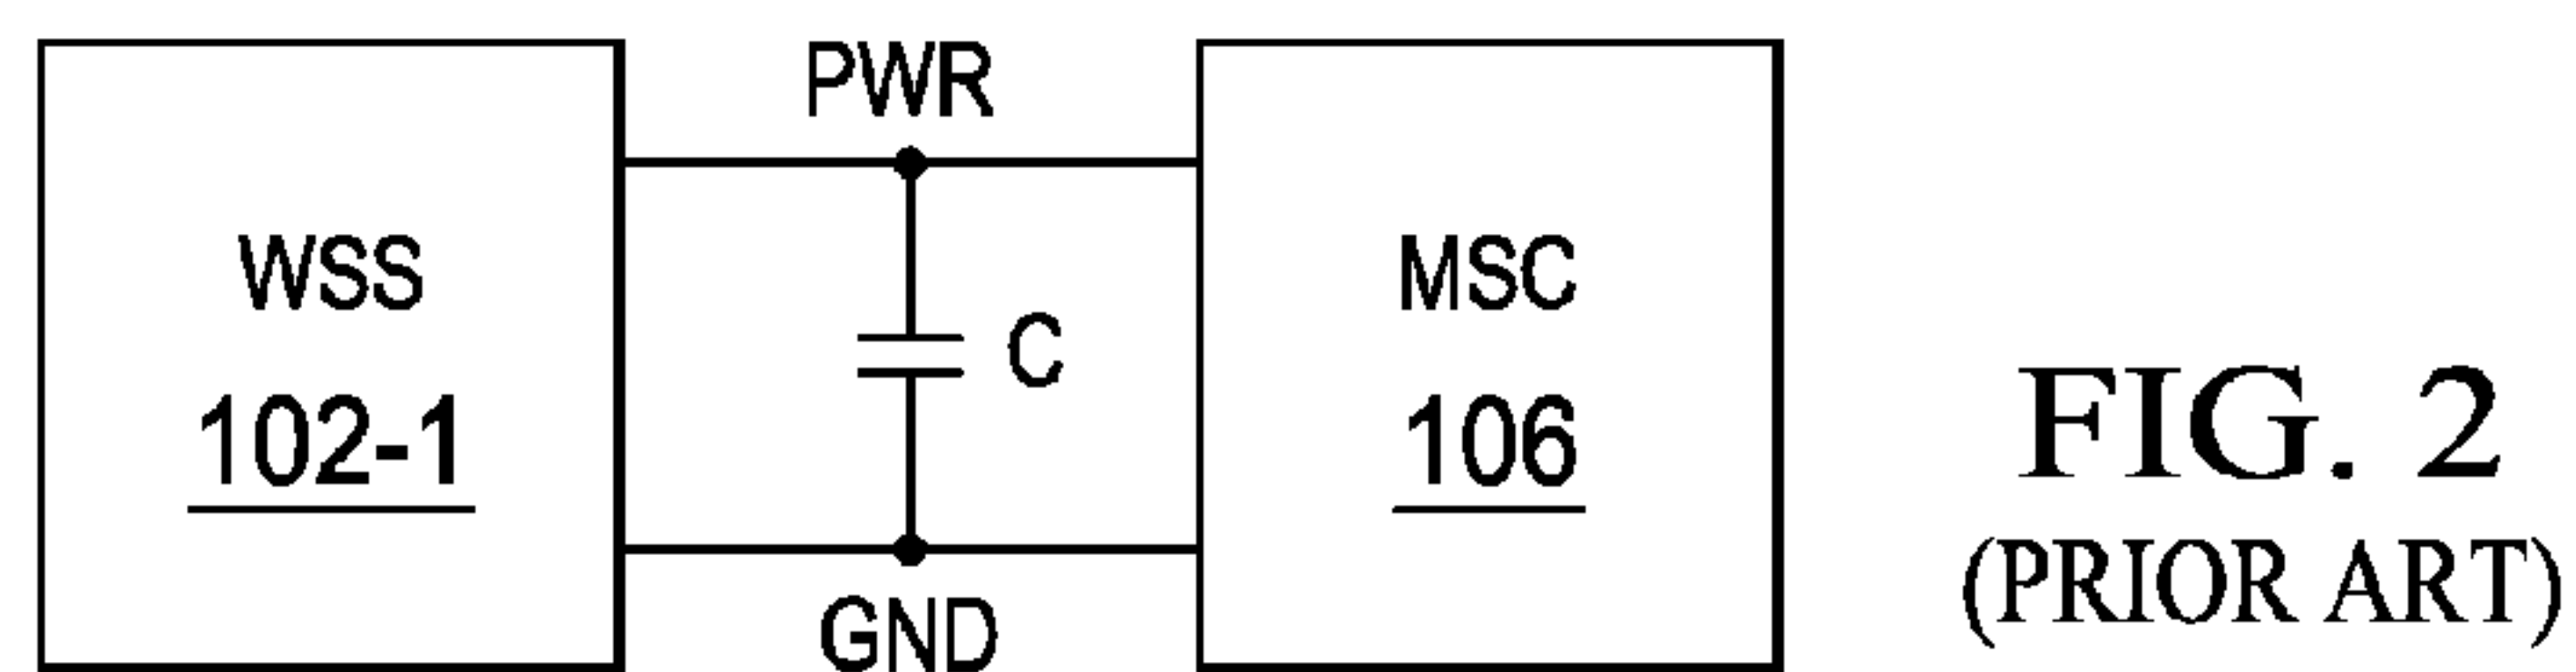 PWR
WSS
102-1
C
MSC
106
GND
FIG. 2
(PRIOR ART)